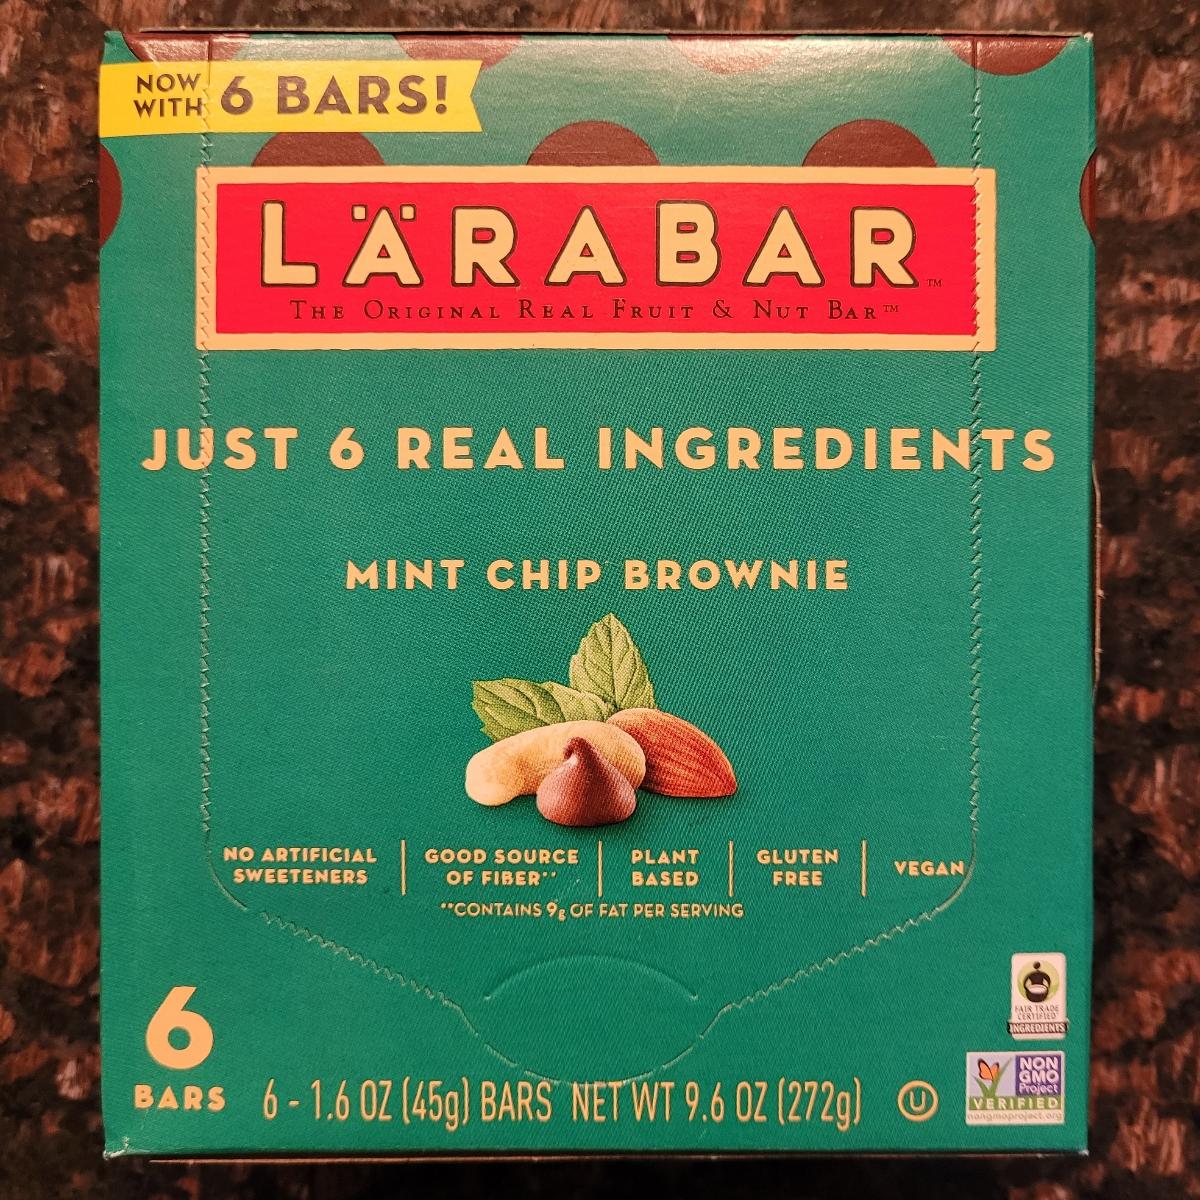 NOW WITH 6 BARS!
LÄRABAR™
THE ORIGINAL REAL FRUIT & NUT BAR™
JUST 6 REAL INGREDIENTS
MINT CHIP BROWNIE
NO ARTIFICIAL SWEETENERS
GOOD SOURCE OF FIBER**
PLANT BASED
GLUTEN FREE
VEGAN
**CONTAINS 9g OF FAT PER SERVING
FAIR TRADE
CERTIFIED
INGREDIENTS
6
BARS
6 - 1.6 OZ (45g) BARS NET WT 9.6 OZ (272g)
U
NON
GMO
Project
VERIFIED
nongmoproject.org